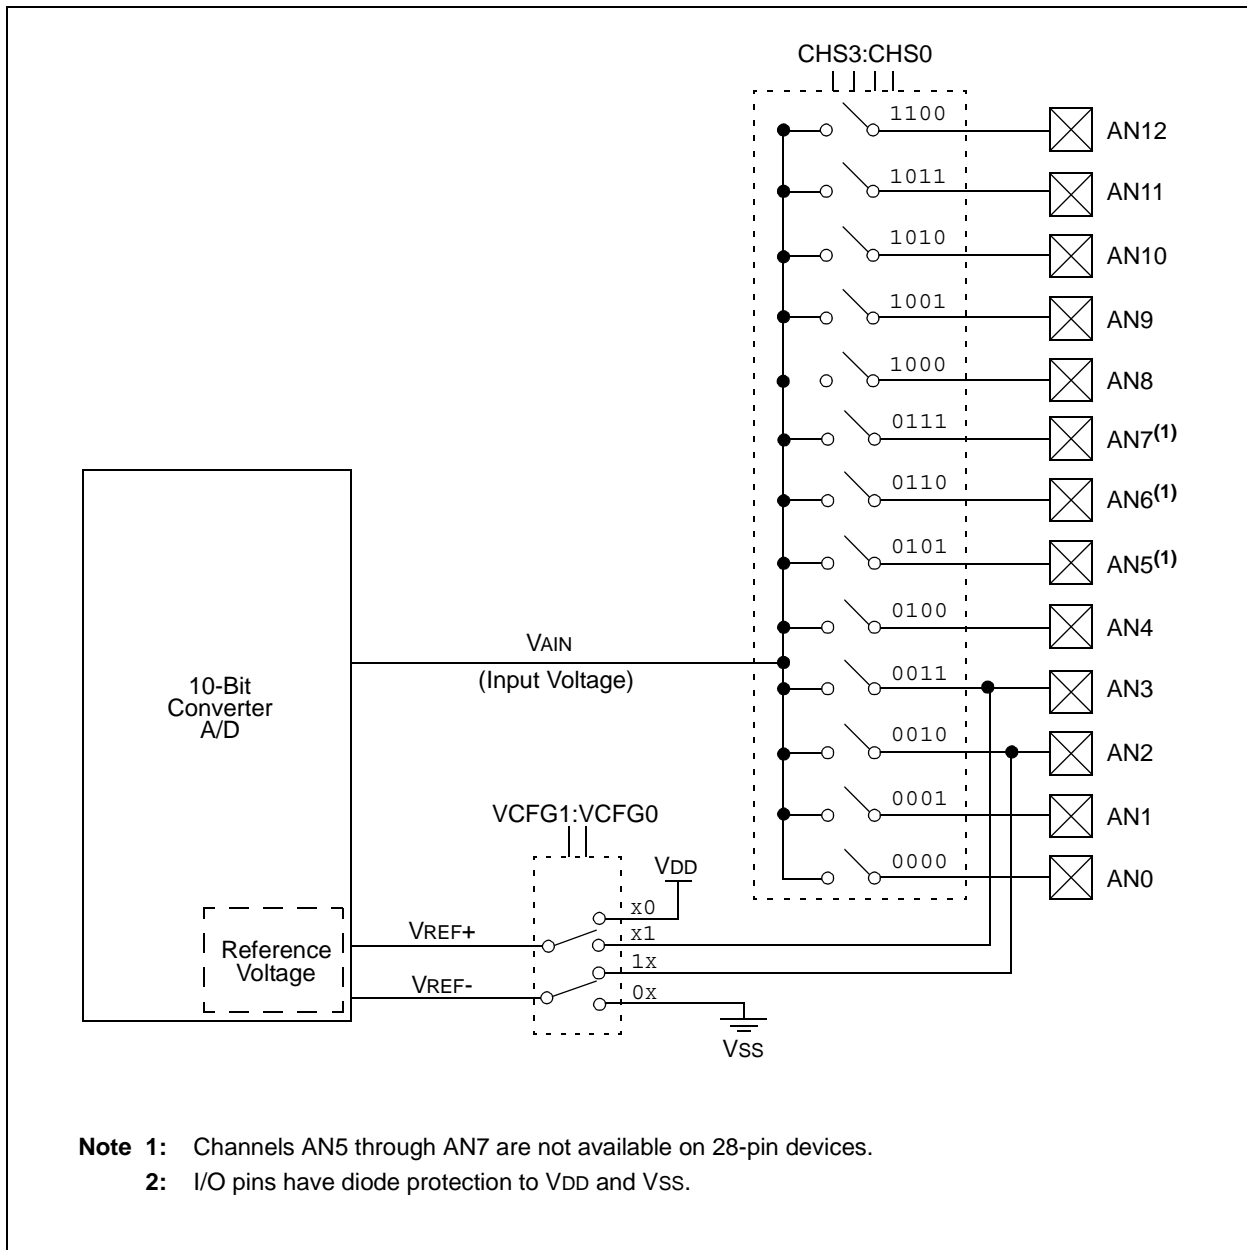 CHS3:CHS0
1100
AN12
1011
AN11
1010
AN10
1001
AN9
1000
AN8
0111
AN7(1)
0110
AN6(1)
0101
AN5(1)
0100
AN4
VAIN
(Input Voltage)
0011
AN3
10-Bit
Converter
A/D
0010
AN2
0001
AN1
VCFG1:VCFG0
0000
AN0
VDD
x0
VREF+
x1
Reference
Voltage
1x
VREF-
0x
VSS
Note 1: Channels AN5 through AN7 are not available on 28-pin devices.
2: I/O pins have diode protection to VDD and VSS.